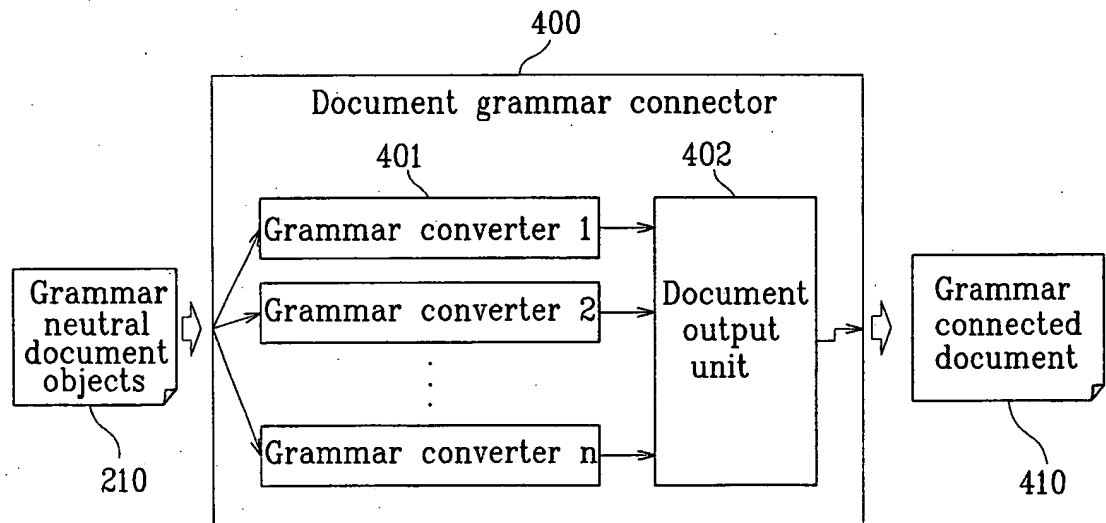 400
Document grammar connector
401
402
Grammar converter 1
Grammar converter 2
Grammar converter n
Grammar
neutral
document
objects
210
Document
output
unit
Grammar
connected
document
410